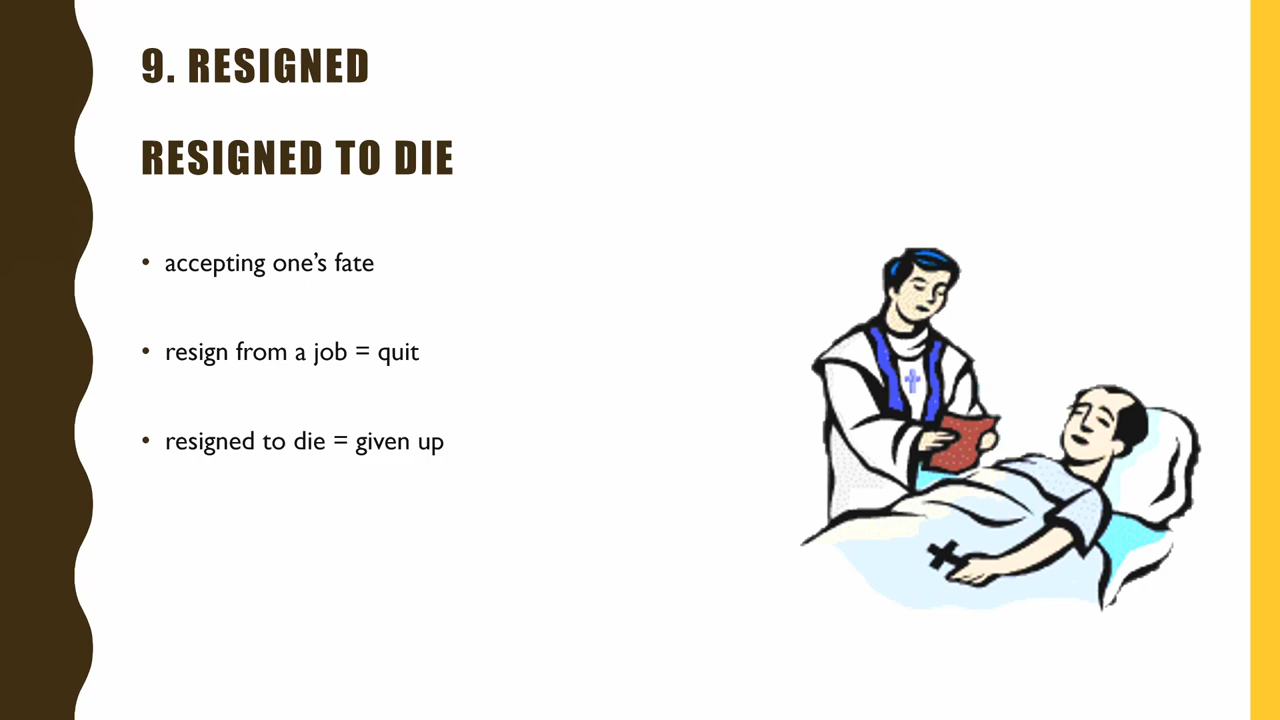 9. RESIGNED
RESIGNED TO DIE
• accepting one’s fate
• resign from a job = quit
• resigned to die = given up